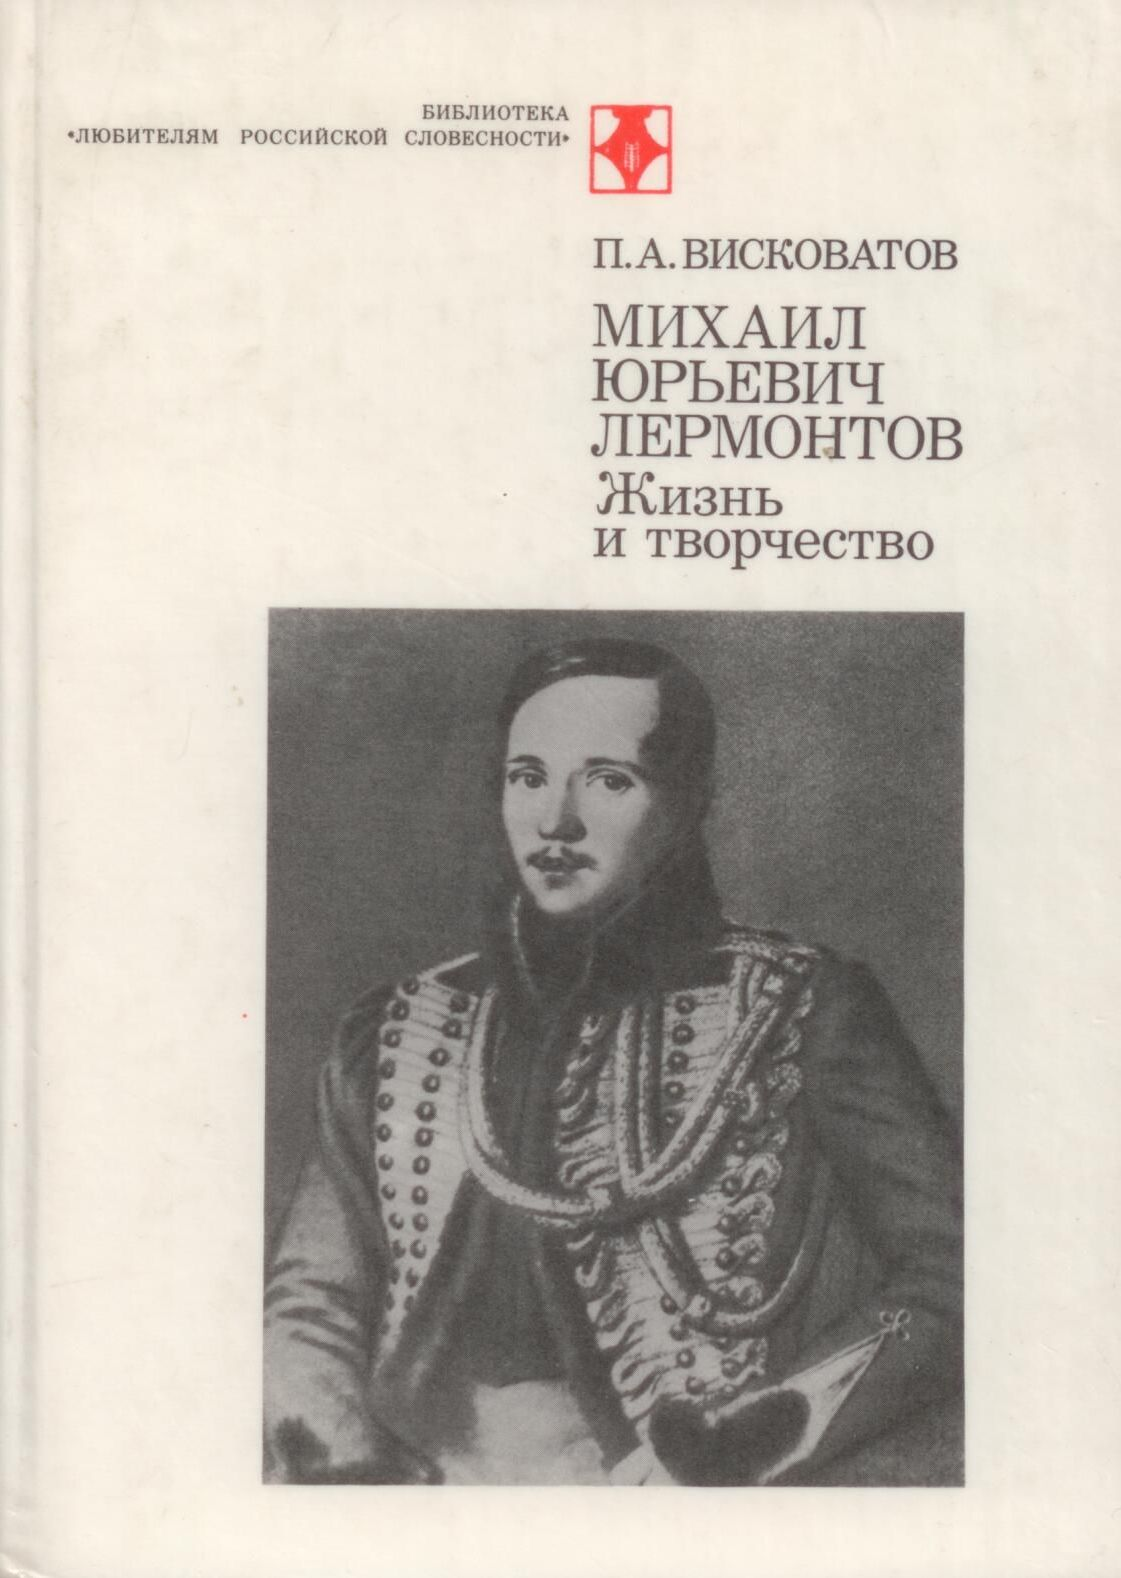 БИБЛИОТЕКА
«ЛЮБИТЕЛЯМ РОССИЙСКОЙ СЛОВЕСНОСТИ»
П.А.ВИСКОВАТОВ
МИХАИЛ
ЮРЬЕВИЧ
ЛЕРМОНТОВ
Жизнь
и творчество